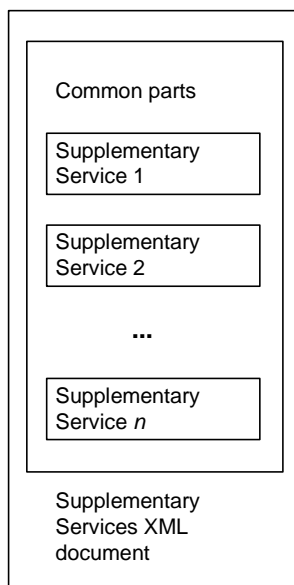 Common parts
Supplementary
Service 1
Supplementary
Service 2
...
Supplementary
Service n
Supplementary
Services XML
document